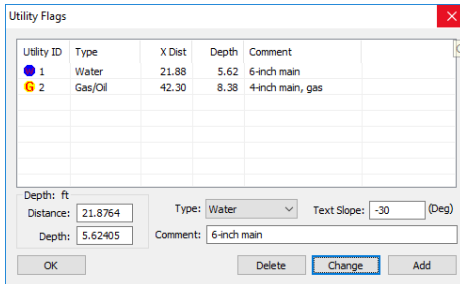 Utility Flags
Utility ID Type X Dist Depth Comment
1 Water 21.88 5.62 6-inch main
G 2 Gas/Oil 42.30 8.38 4-inch main, gas
Depth: ft
Distance: 21.8764 Type: Water Text Slope: -30 (Deg)
Depth: 5.62405 Comment: 6-inch main
OK Delete Change Add